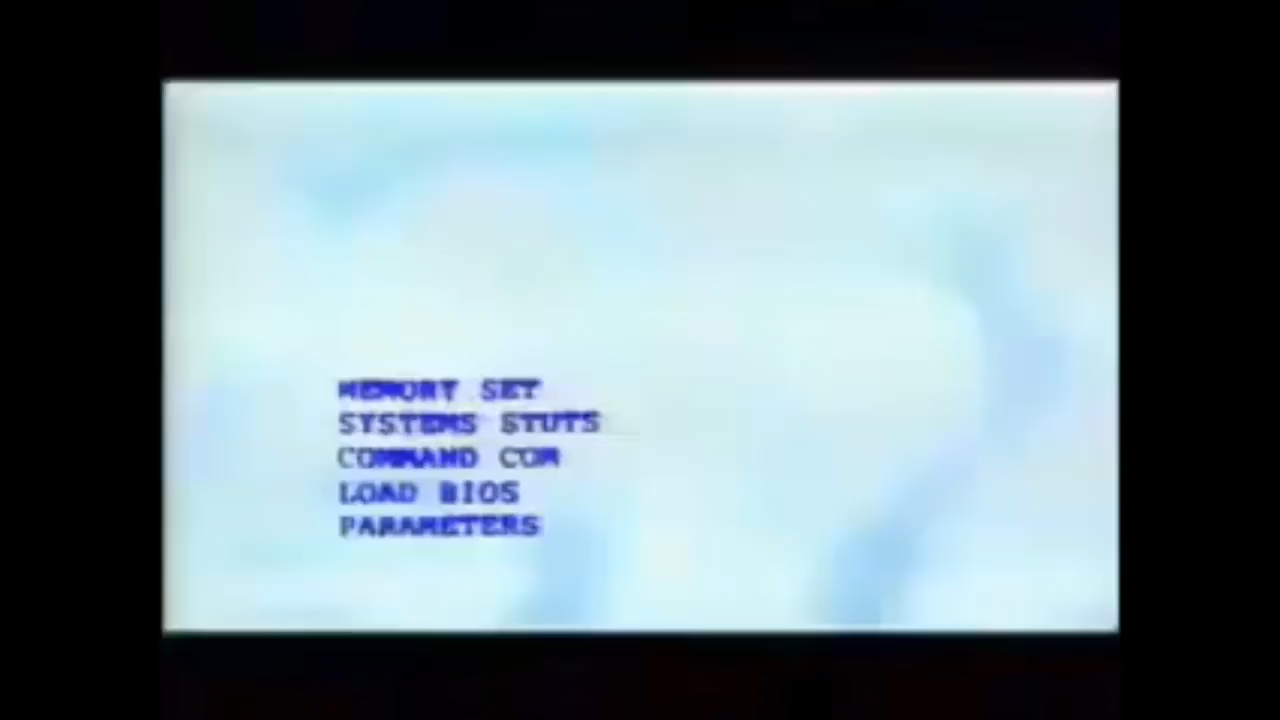 MEMORY SET
SYSTEMS STUTS
COMMAND COM
LOAD BIOS
PARAMETERS